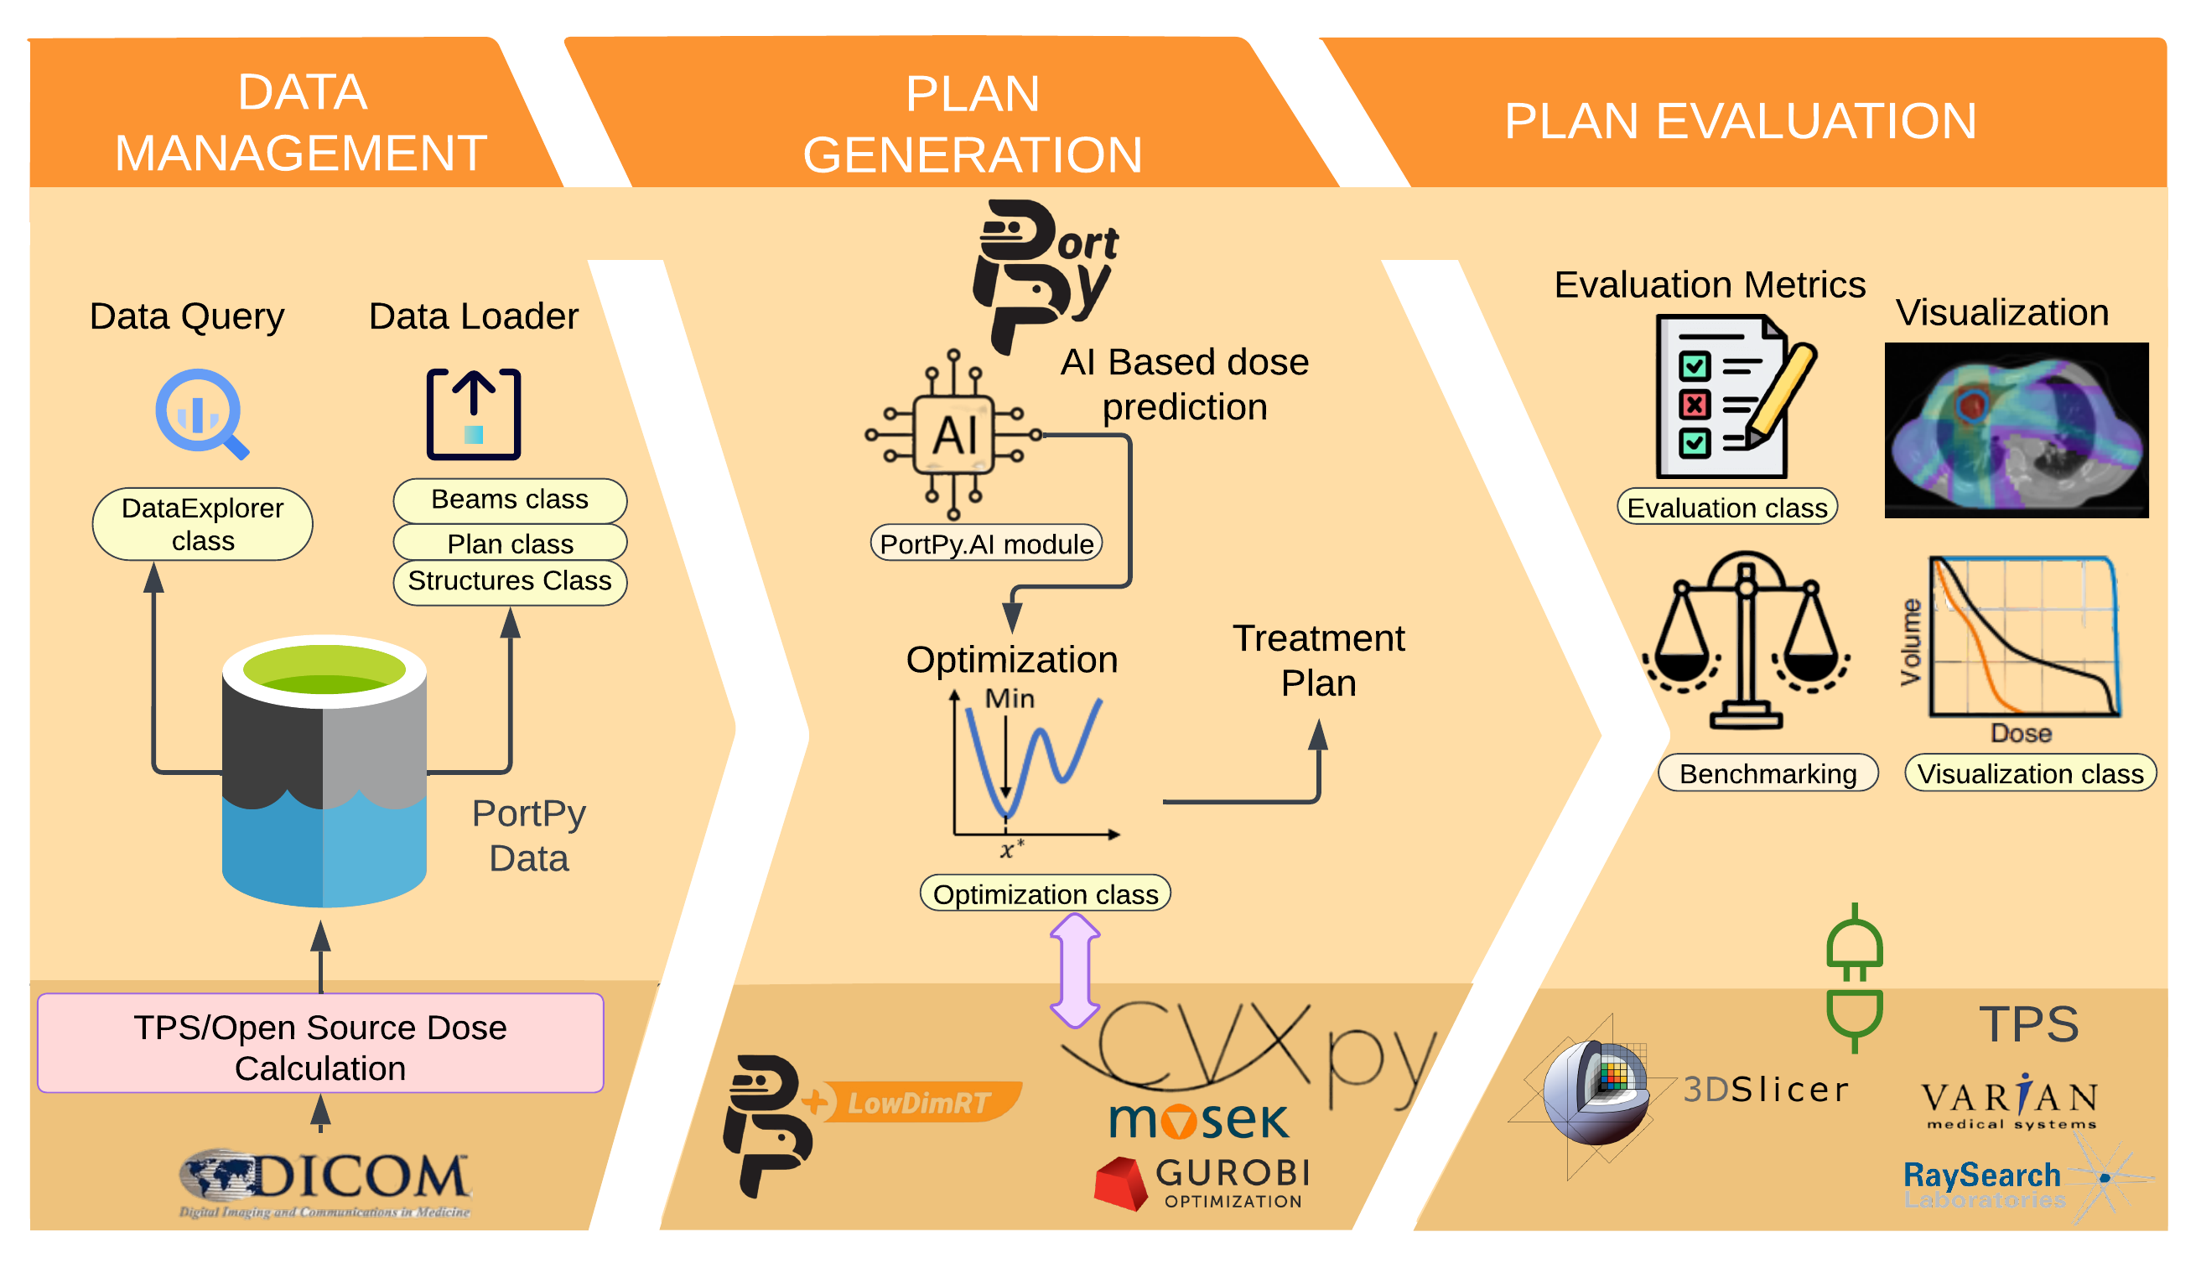 DATA
MANAGEMENT
PLAN
GENERATION
PLAN EVALUATION
Data Query
Data Loader
DataExplorer
class
Beams class
Plan class
Structures Class
PortPy
Data
TPS/Open Source Dose
Calculation
DICOM
Digital Imaging and Communications in Medicine
Port
Py
AI Based dose
prediction
AI
PortPy.AI module
Optimization
Min
x*
Optimization class
Treatment
Plan
+ LowDimRT
CVXpy
mosek
GUROBI
OPTIMIZATION
Evaluation Metrics
Evaluation class
Benchmarking
Visualization
Volume
Dose
Visualization class
3DSlicer
TPS
VARIAN
medical systems
RaySearch
Laboratories